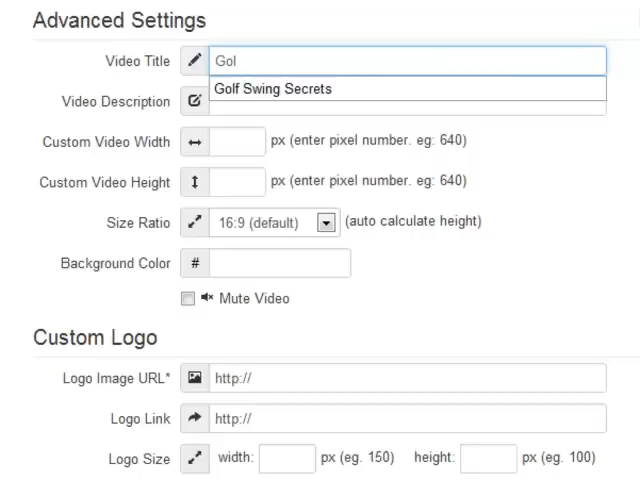 Advanced Settings
Video Title Gol
Golf Swing Secrets
Video Description
Custom Video Width px (enter pixel number. eg: 640)
Custom Video Height px (enter pixel number. eg: 640)
Size Ratio 16:9 (default) (auto calculate height)
Background Color #
Mute Video
Custom Logo
Logo Image URL* http://
Logo Link http://
Logo Size width: px (eg. 150) height: px (eg. 100)